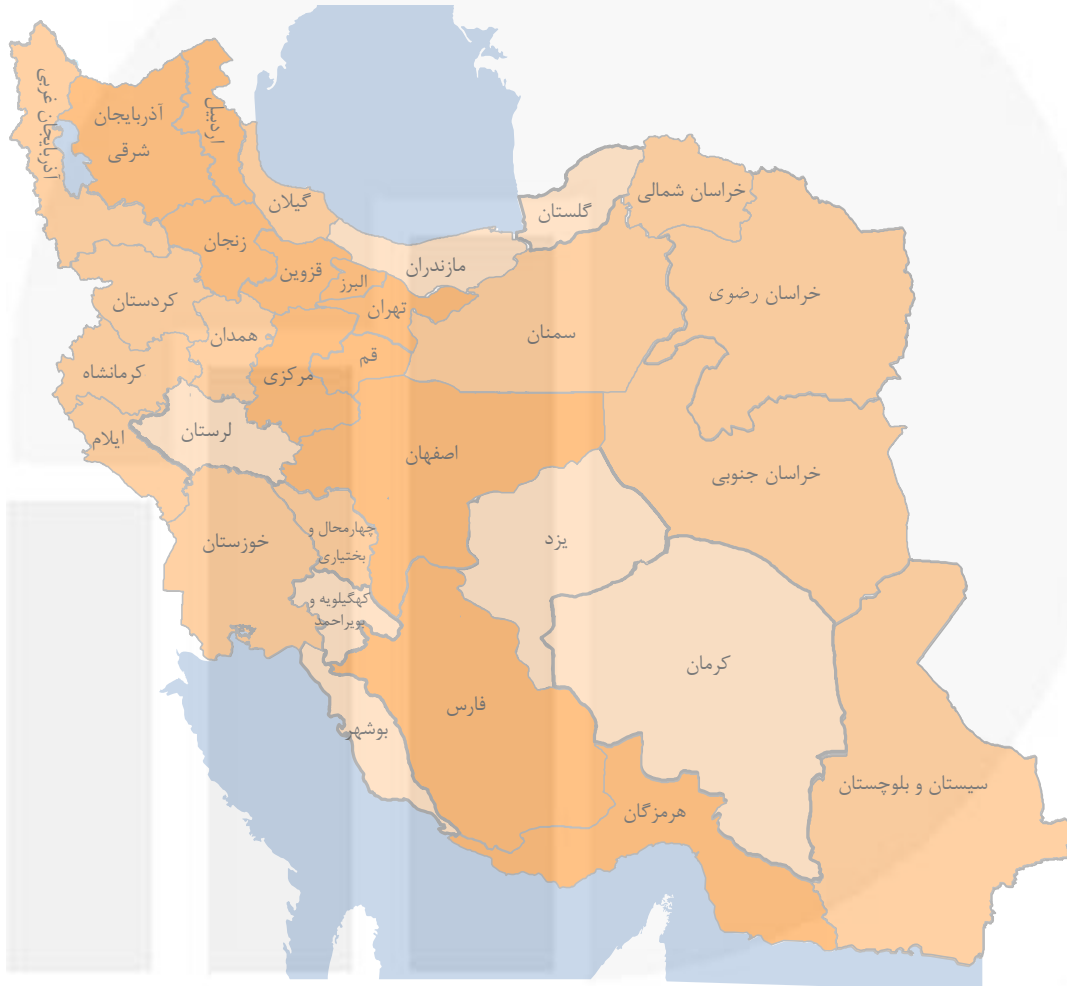 آذربایجان غربی
آذربایجان
شرقی
اردبیل
گیلان
زنجان
قزوین
البرز
مازندران
گلستان
خراسان شمالی
خراسان رضوی
کردستان
همدان
تهران
سمنان
کرمانشاه
مرکزی
قم
ایلام
لرستان
اصفهان
خراسان جنوبی
خوزستان
چهارمحال و
بختیاری
یزد
کهگیلویه و
بویراحمد
کرمان
فارس
بوشهر
هرمزگان
سیستان و بلوچستان